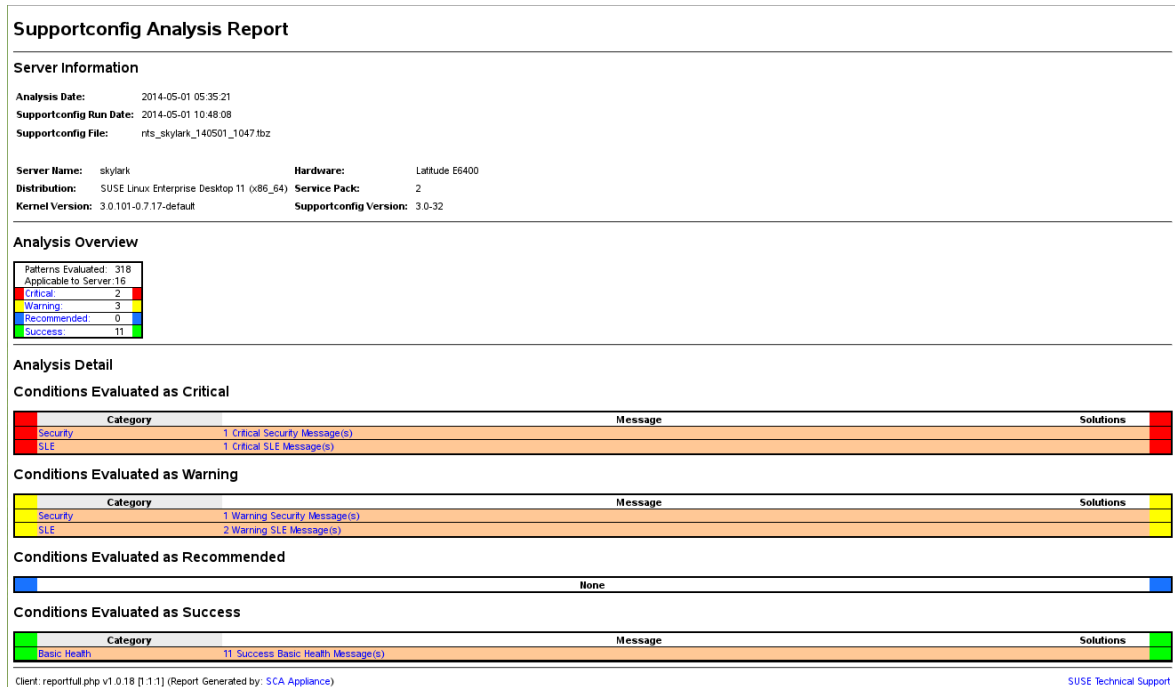 Supportconfig Analysis Report
Server Information
Analysis Date: 2014-05-01 05:35:21
Supportconfig Run Date: 2014-05-01 10:48:08
Supportconfig File: nts_skylark_140501_1047.tbz
Server Name: skylark Hardware: Latitude E6400
Distribution: SUSE Linux Enterprise Desktop 11 (x86_64) Service Pack: 2
Kernel Version: 3.0.101-0.7.17-default Supportconfig Version: 3.0-32
Analysis Overview
Patterns Evaluated: 318
Applicable to Server: 16
Critical: 2
Warning: 3
Recommended: 0
Success: 11
Analysis Detail
Conditions Evaluated as Critical
Category Message Solutions
Security 1 Critical Security Message(s)
SLE 1 Critical SLE Message(s)
Conditions Evaluated as Warning
Category Message Solutions
Security 1 Warning Security Message(s)
SLE 2 Warning SLE Message(s)
Conditions Evaluated as Recommended
None
Conditions Evaluated as Success
Category Message Solutions
Basic Health 11 Success Basic Health Message(s)
Client: reportfull.php v1.0.18 [1:1:1] (Report Generated by: SCA Appliance) SUSE Technical Support